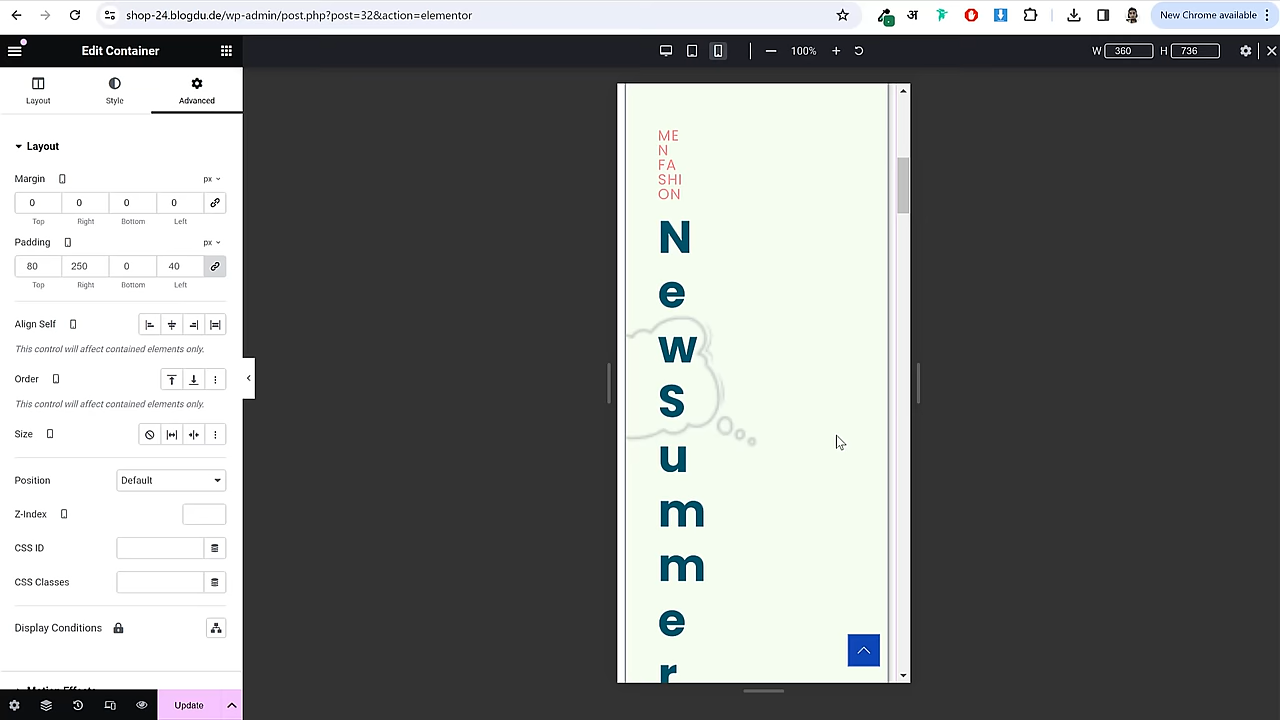 shop-24.blogdu.de/wp-admin/post.php?post=32&action=elementor
अ
New Chrome available
Edit Container
100%
W 360 H 736
Layout Style Advanced
Layout
Margin px
0 0 0 0
Top Right Bottom Left
Padding px
80 250 0 40
Top Right Bottom Left
Align Self
This control will affect contained elements only.
Order
This control will affect contained elements only.
Size
Position Default
Z-Index
CSS ID
CSS Classes
Display Conditions
Motion Effects
Update
ME
N
FA
SHI
ON
N
e
w
S
u
m
m
e
r